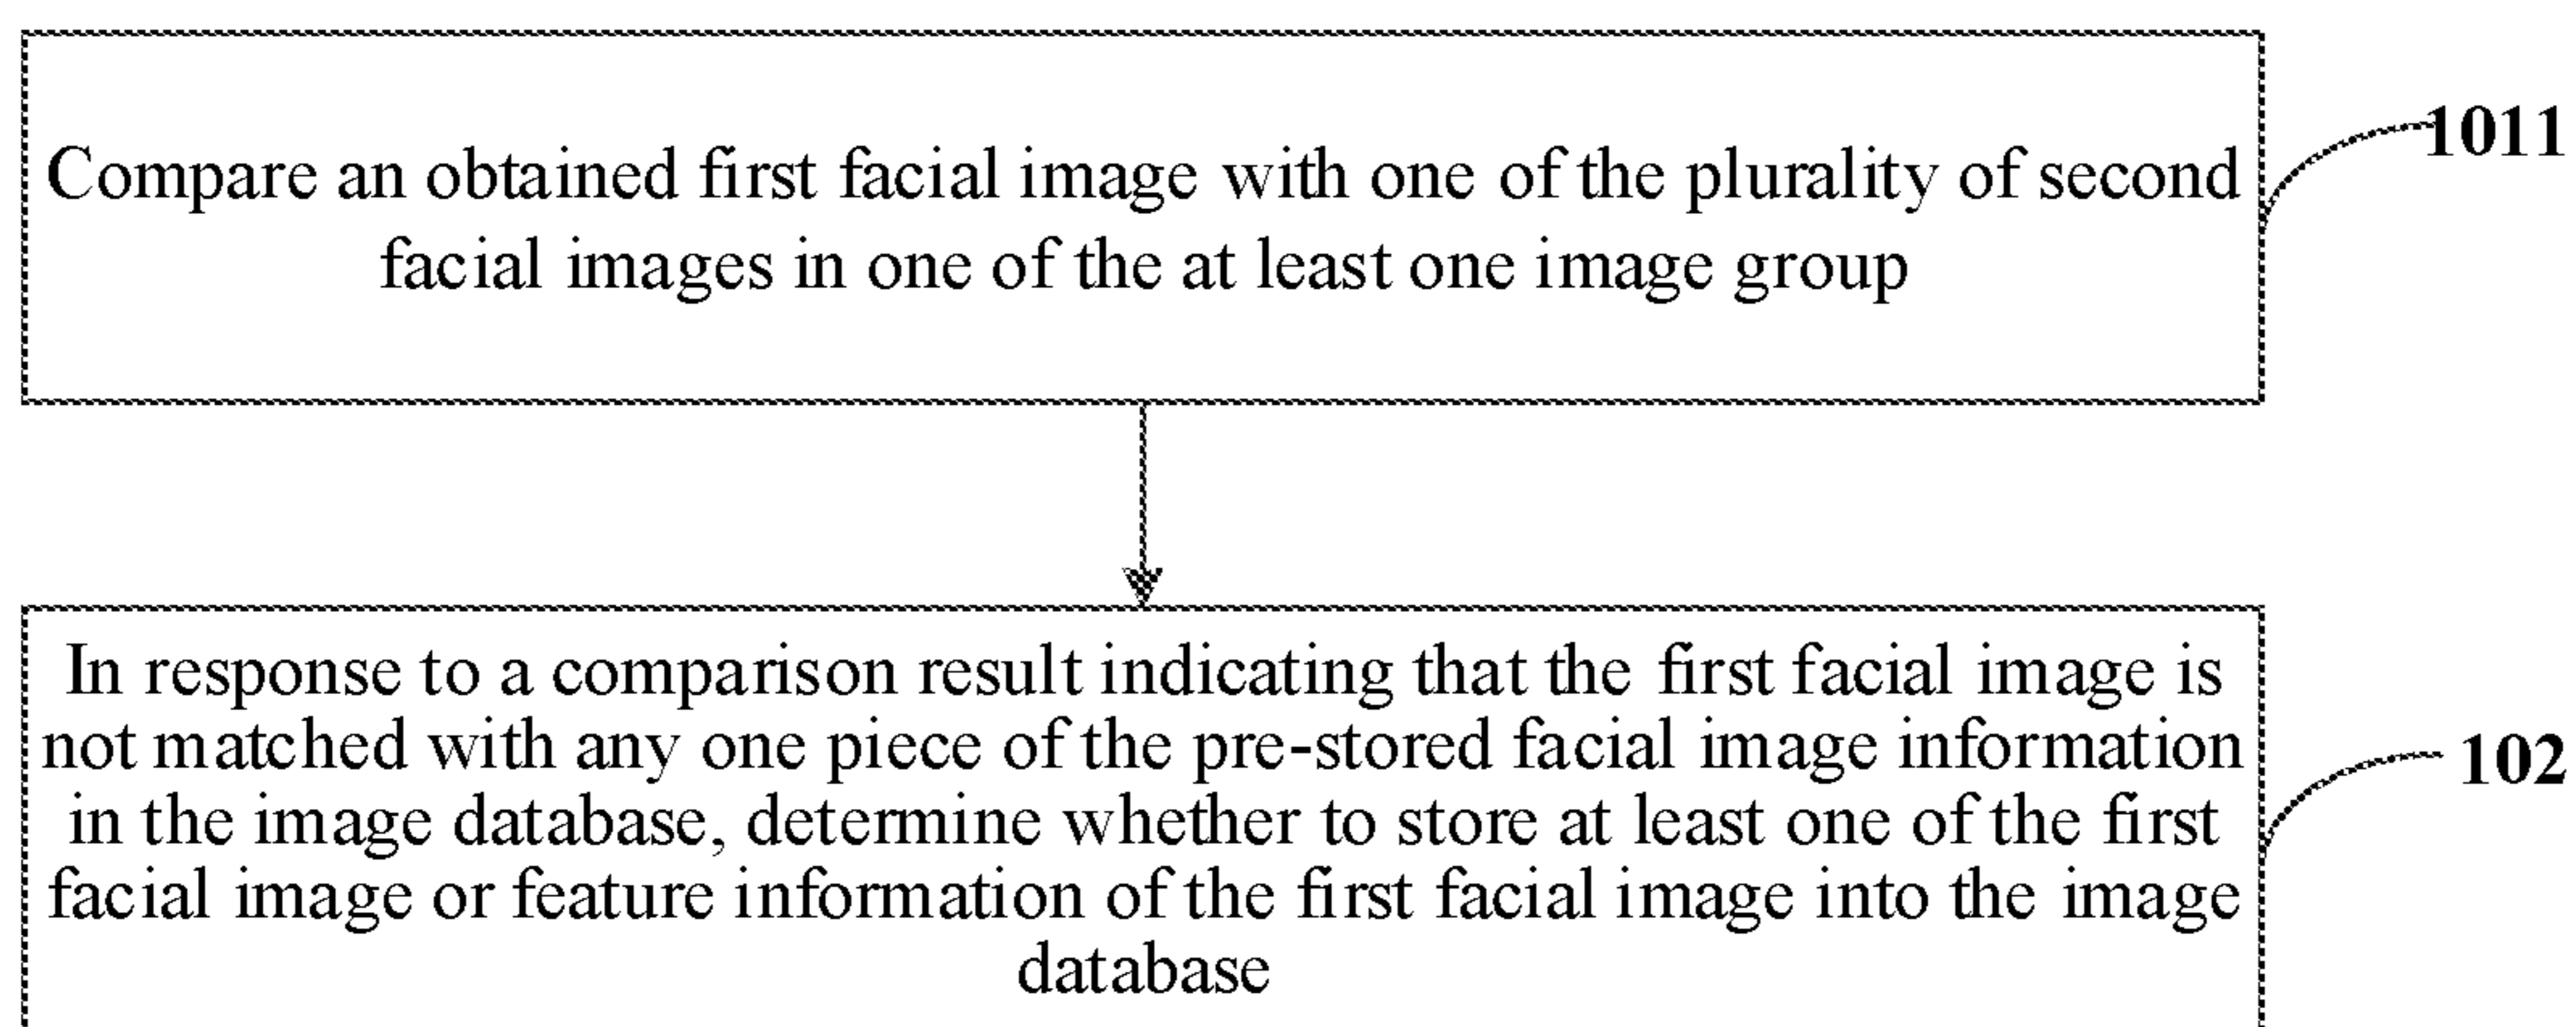 Compare an obtained first facial image with one of the plurality of second
facial images in one of the at least one image group
1011
In response to a comparison result indicating that the first facial image is
not matched with any one piece of the pre-stored facial image information
in the image database, determine whether to store at least one of the first
facial image or feature information of the first facial image into the image
database
102